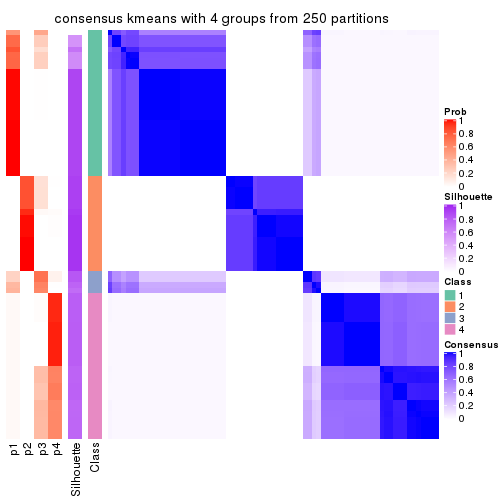 consensus kmeans with 4 groups from 250 partitions
Prob
1
0.8
0.6
0.4
0.2
0
Silhouette
1
0.8
0.6
0.4
0.2
0
Class
1
2
3
4
Consensus
1
0.8
0.6
0.4
0.2
0
p1
p2
p3
p4
Silhouette
Class